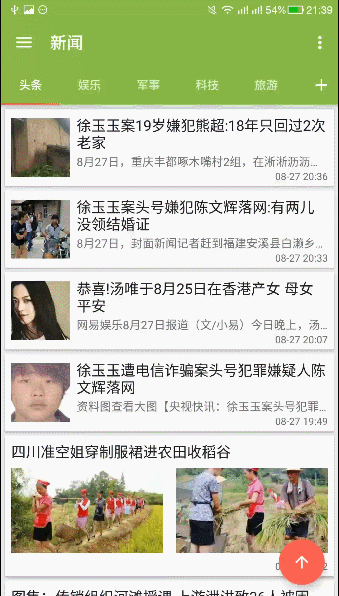 54% 21:39
新闻
头条 娱乐 军事 科技 旅游
徐玉玉案19岁嫌犯熊超:18年只回过2次
老家
8月27日，重庆丰都啄木嘴村2组，在淅淅沥沥...
08-27 20:36
徐玉玉案头号嫌犯陈文辉落网:有两儿
没领结婚证
8月27日，封面新闻记者赶到福建安溪县白濑乡...
08-27 20:33
恭喜!汤唯于8月25日在香港产女 母女
平安
网易娱乐8月27日报道（文/小易）今日晚上，汤...
08-27 20:07
徐玉玉遭电信诈骗案头号犯罪嫌疑人陈
文辉落网
资料图查看大图【央视快讯：徐玉玉案头号犯罪...
08-27 19:49
四川准空姐穿制服裙进农田收稻谷